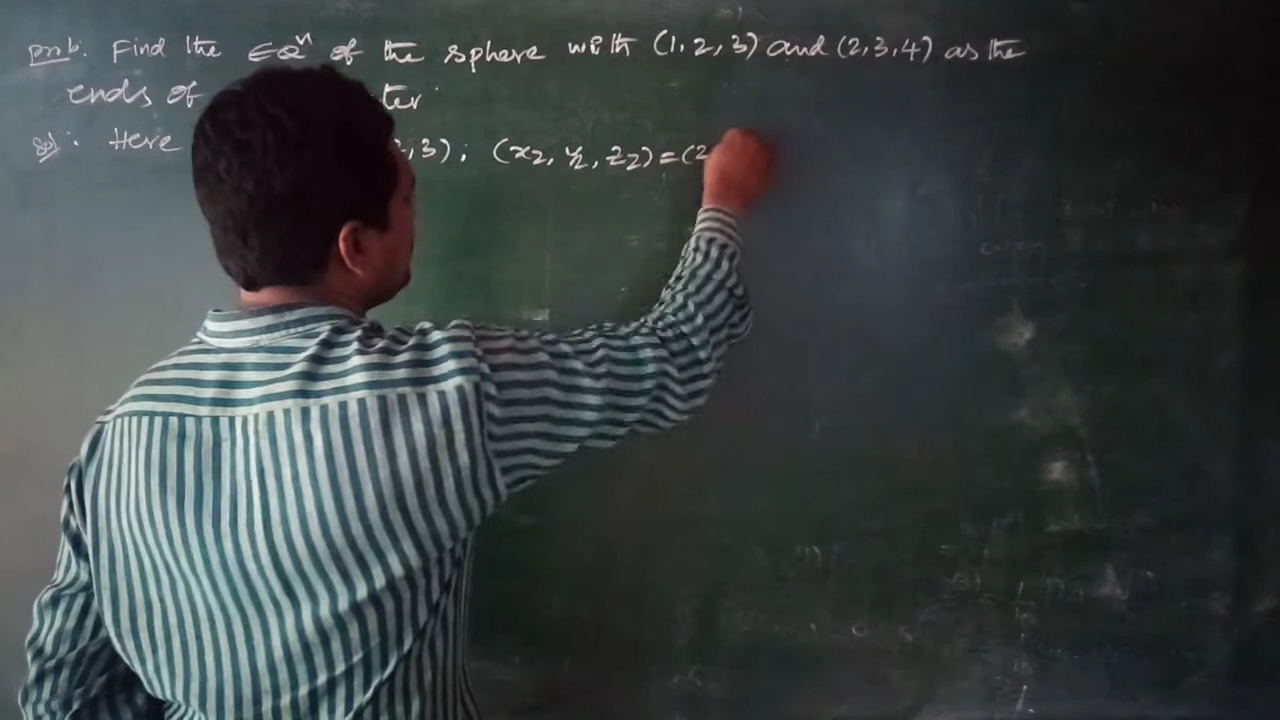 prob: Find the EQⁿ of the sphere with (1, 2, 3) and (2, 3, 4) as the
ends of
Sol: Here , 3); (x₂, y₂, z₂) = (2